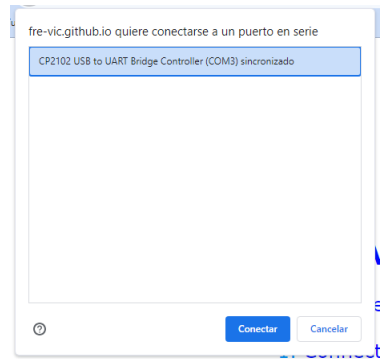 fre-vic.github.io quiere conectarse a un puerto en serie
CP2102 USB to UART Bridge Controller (COM3) sincronizado
Conectar
Cancelar